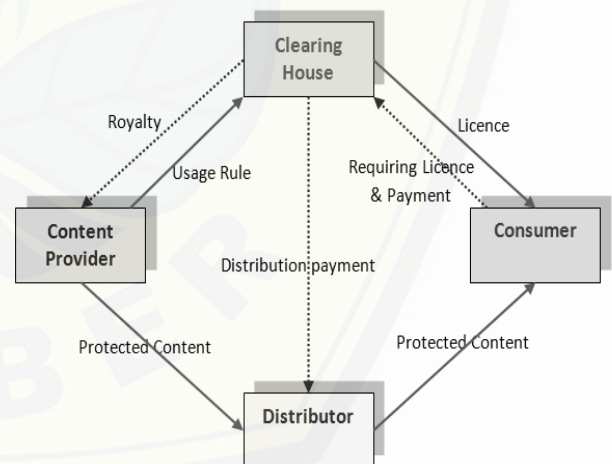 Clearing
House
Royalty
Licence
Usage Rule
Requiring Licence
& Payment
Content
Provider
Consumer
Distribution payment
Protected Content
Protected Content
Distributor
BER